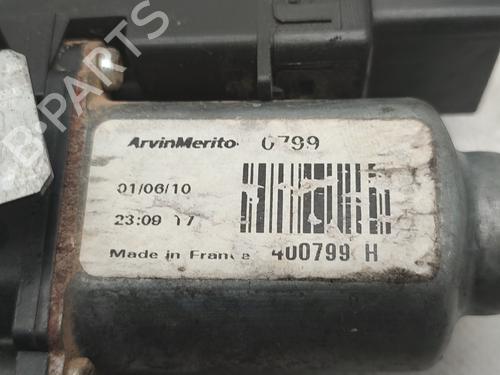 ArvinMerito 0799
01/06/10
23:09 17
Made in France 400799 H
B-PARTS